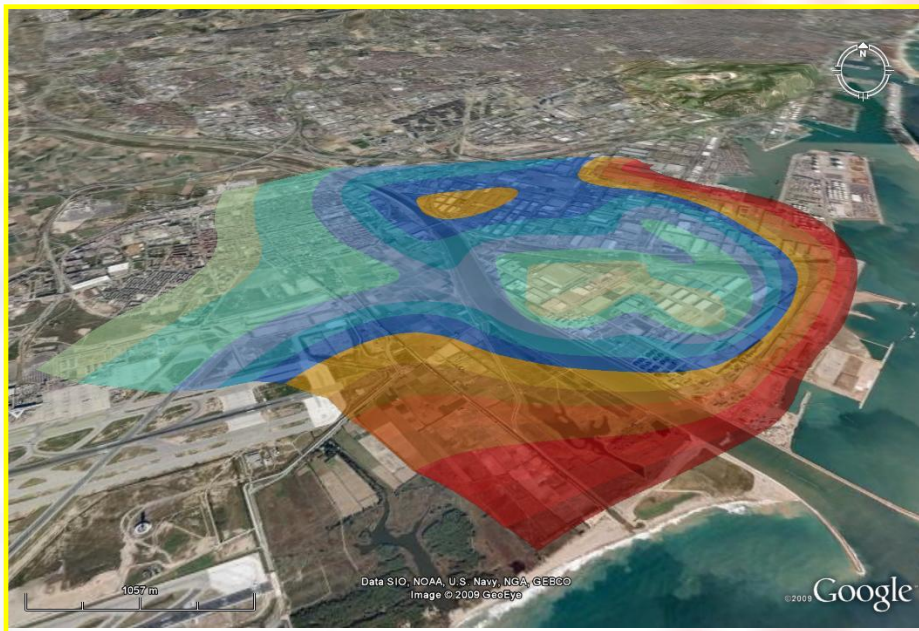 N
1057 m
Data SIO, NOAA, U.S. Navy, NGA, GEBCO
Image © 2009 GeoEye
©2009 Google